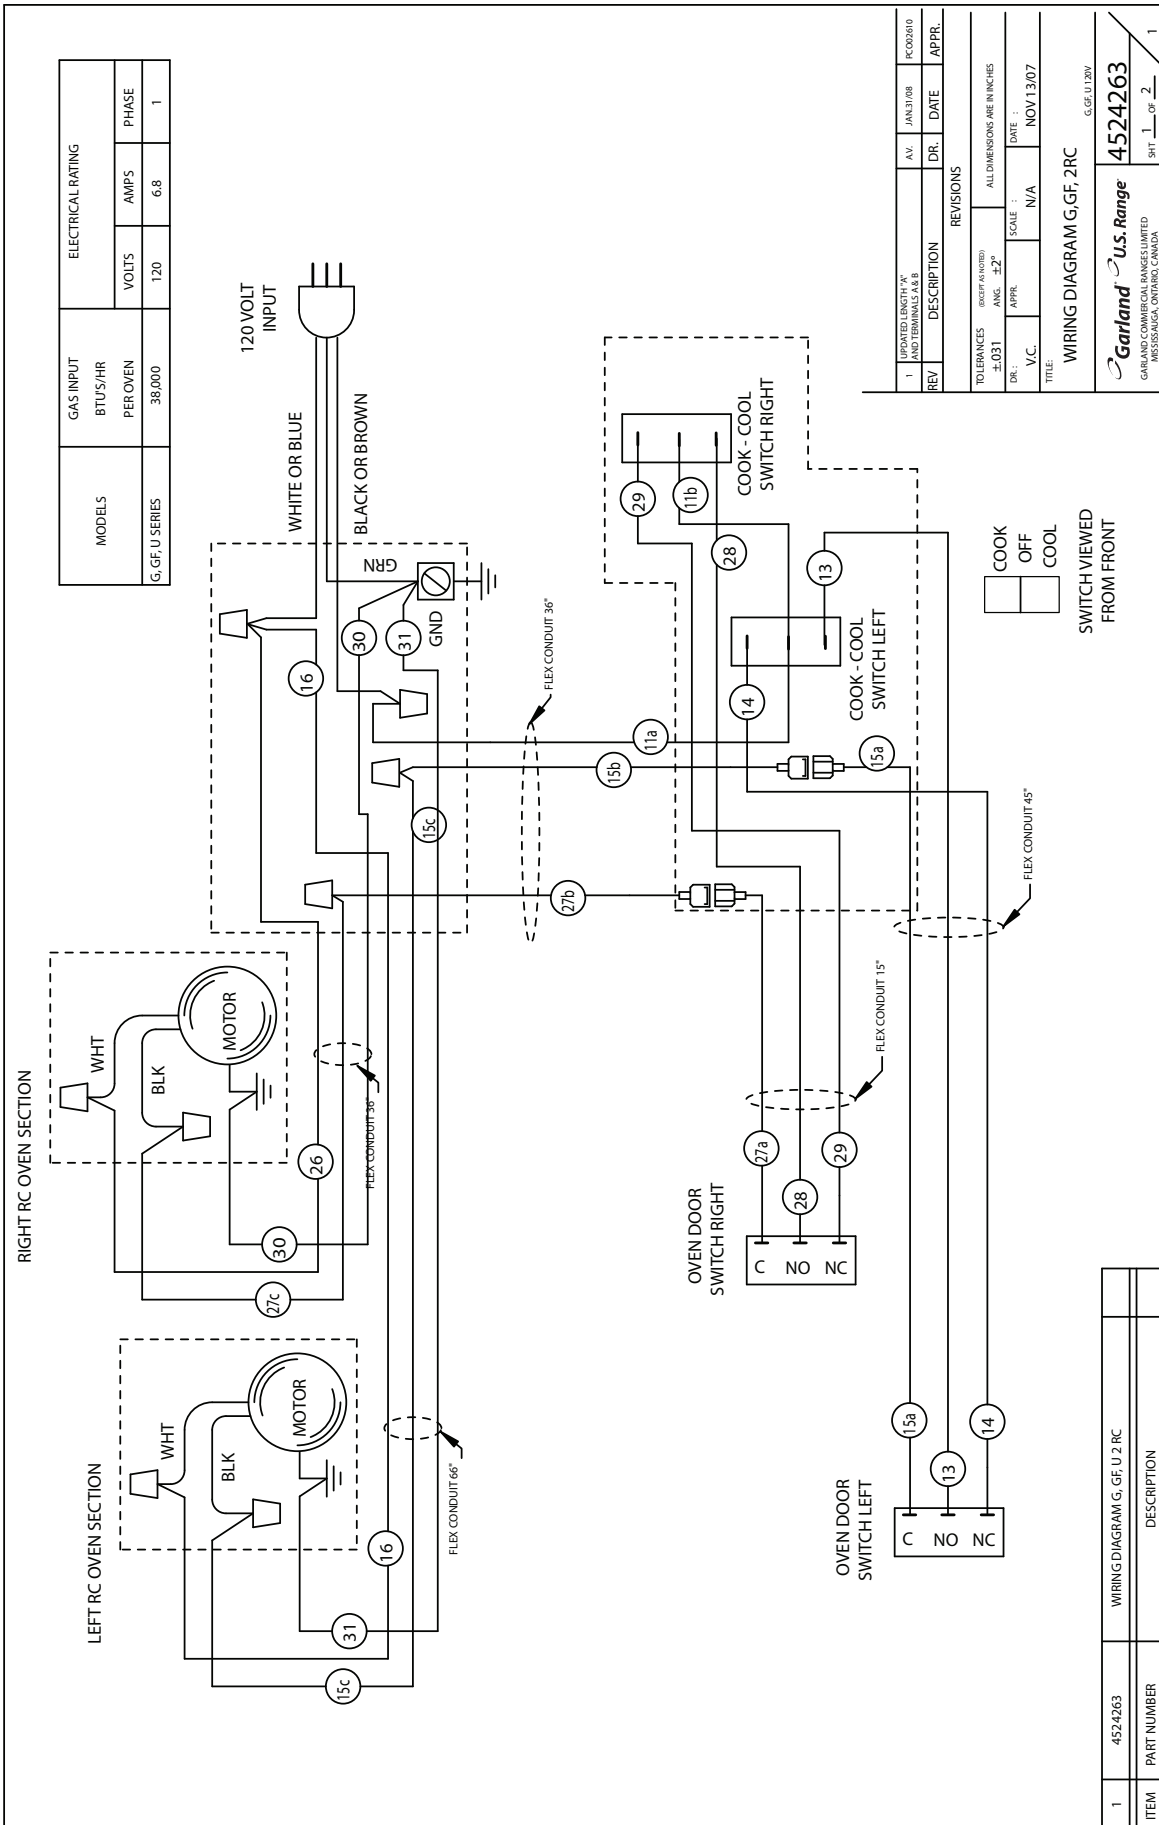 MODELS
GAS INPUT
BTU'S/HR
PER OVEN
ELECTRICAL RATING
VOLTS
AMPS
PHASE
G, GF, U SERIES
38,000
120
6.8
1
RIGHT RC OVEN SECTION
WHT
BLK
MOTOR
26
30
27c
FLEX CONDUIT 36"
LEFT RC OVEN SECTION
WHT
BLK
MOTOR
16
31
15c
FLEX CONDUIT 66"
120 VOLT
INPUT
WHITE OR BLUE
BLACK OR BROWN
GRN
GND
16
30
31
15c
FLEX CONDUIT 36"
11a
15b
27b
COOK - COOL
SWITCH RIGHT
29
11b
28
COOK - COOL
SWITCH LEFT
13
14
15a
FLEX CONDUIT 45"
FLEX CONDUIT 15"
OVEN DOOR
SWITCH RIGHT
C
NO
NC
27a
28
29
OVEN DOOR
SWITCH LEFT
C
NO
NC
15a
13
14
COOK
OFF
COOL
SWITCH VIEWED
FROM FRONT
1
UPDATED LENGTH "A"
AND TERMINALS A & B
A.V.
JAN.31/08
PCO02610
REV
DESCRIPTION
DR.
DATE
APPR.
REVISIONS
TOLERANCES (EXCEPT AS NOTED)
±.031 ANG. ±2°
ALL DIMENSIONS ARE IN INCHES
DR. :
V.C.
APPR.
SCALE :
N/A
DATE :
NOV 13/07
TITLE:
WIRING DIAGRAM G,GF, 2RC
G, GF, U 120V
Garland U.S. Range
GARLAND COMMERCIAL RANGES LIMITED
MISSISSAUGA, ONTARIO, CANADA
4524263
SHT 1 OF 2
1
1
4524263
WIRING DIAGRAM G, GF, U 2 RC
ITEM
PART NUMBER
DESCRIPTION